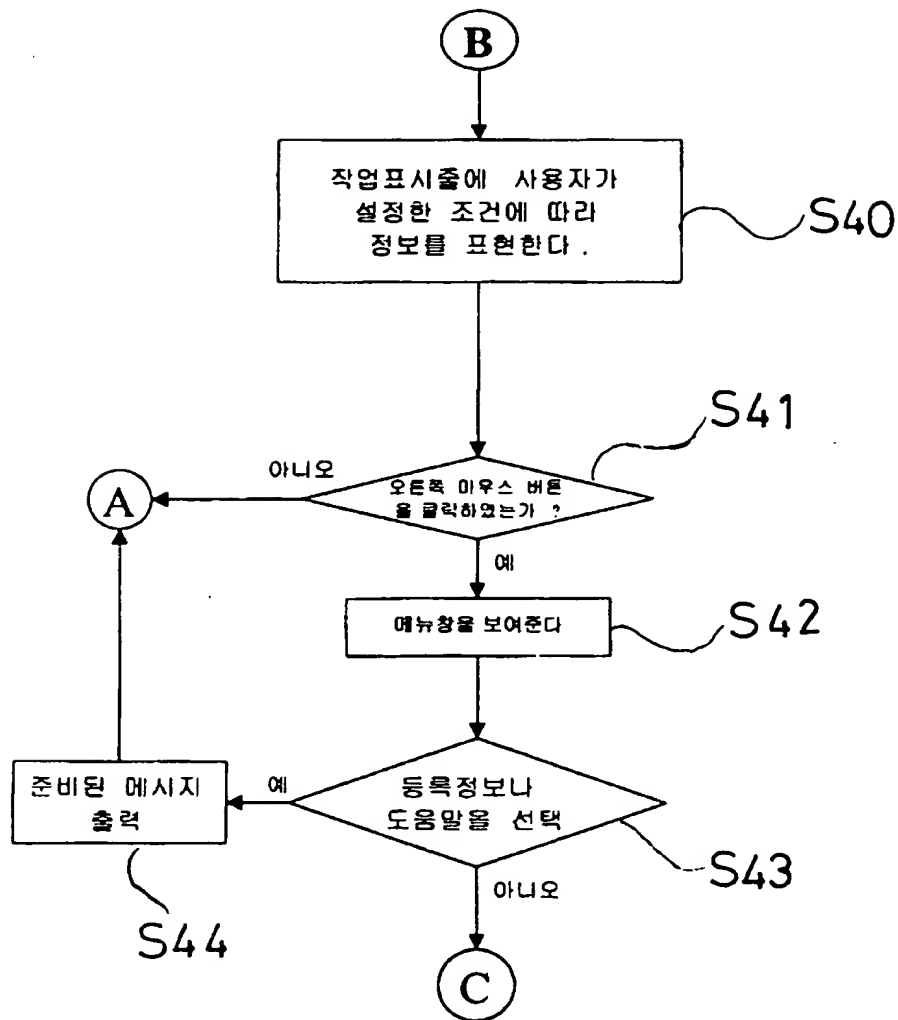 B
작업표시줄에 사용자가
설정한 조건에 따라
정보를 표현한다.
S40
S41
아니오
오른쪽 마우스 버튼
을 클릭하였는가 ?
A
예
메뉴창을 보여준다
S42
준비된 메시지
출력
예
등록정보나
도움말을 선택
S43
S44
아니오
C